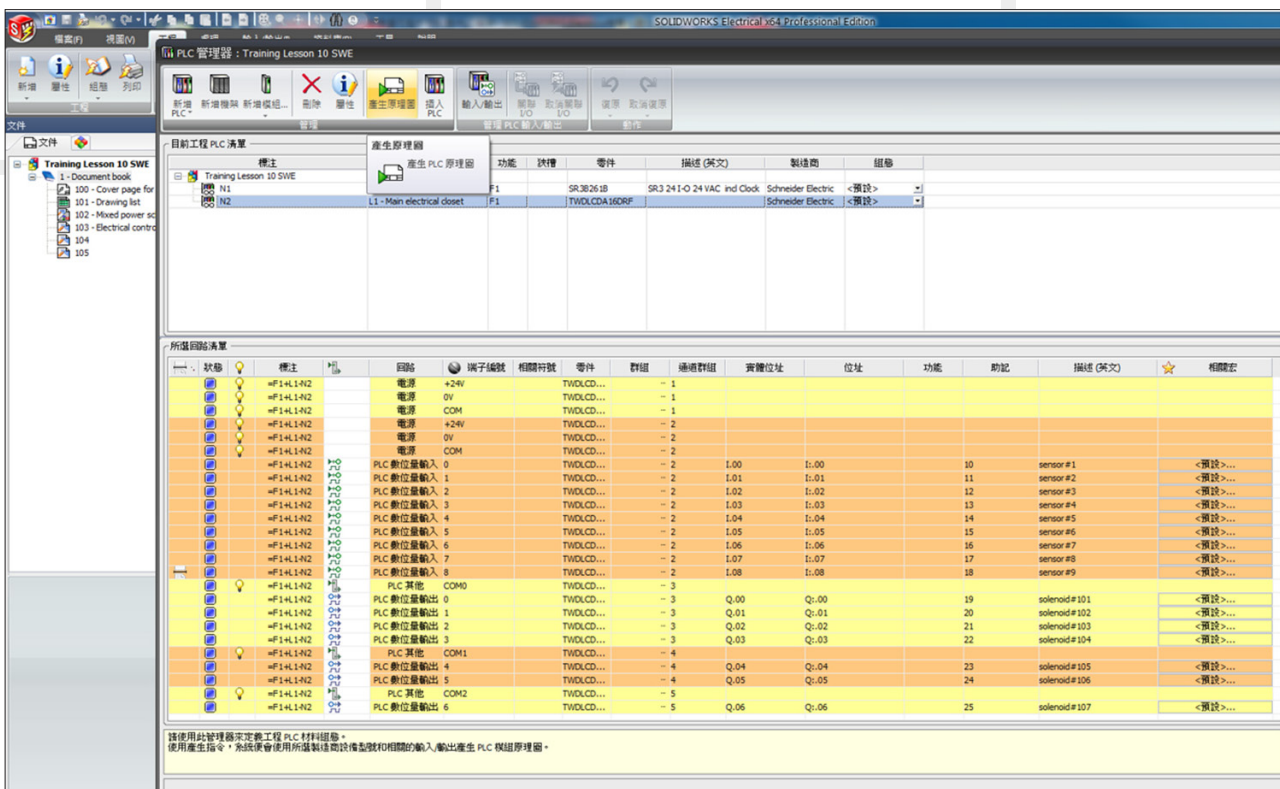 SOLIDWORKS Electrical x64 Professional Edition
檔案(F) 視圖(V)
PLC 管理器 : Training Lesson 10 SWE
新增 屬性 組態 列印
工程
新增 PLC 新增機架 新增模組... 刪除 屬性 產生原理圖 插入 PLC 輸入/輸出 關聯 I/O 取消關聯 I/O 復原 取消復原
管理 管理 PLC 輸入/輸出 動作
文件
文件
Training Lesson 10 SWE
1 - Document book
100 - Cover page for
101 - Drawing list
102 - Mixed power sc
103 - Electrical contro
104
105
產生原理圖
產生 PLC 原理圖
目前工程 PLC 清單
標注 功能 狹槽 零件 描述 (英文) 製造商 組態
Training Lesson 10 SWE
N1 F1 SR3B261B SR3 24 I-O 24 VAC ind Clock Schneider Electric <預設>
N2 L1 - Main electrical closet F1 TWDLCDA16DRF Schneider Electric <預設>
所選回路清單
狀態 標注 回路 端子編號 相關符號 零件 群組 通道群組 實體位址 位址 功能 助記 描述 (英文) 相關宏
=F1+L1-N2 電源 +24V TWDLCD... -- 1
=F1+L1-N2 電源 0V TWDLCD... -- 1
=F1+L1-N2 電源 COM TWDLCD... -- 1
=F1+L1-N2 電源 +24V TWDLCD... -- 2
=F1+L1-N2 電源 0V TWDLCD... -- 2
=F1+L1-N2 電源 COM TWDLCD... -- 2
=F1+L1-N2 PLC 數位量輸入 0 TWDLCD... -- 2 I.00 I:.00 10 sensor#1 <預設>...
=F1+L1-N2 PLC 數位量輸入 1 TWDLCD... -- 2 I.01 I:.01 11 sensor#2 <預設>...
=F1+L1-N2 PLC 數位量輸入 2 TWDLCD... -- 2 I.02 I:.02 12 sensor#3 <預設>...
=F1+L1-N2 PLC 數位量輸入 3 TWDLCD... -- 2 I.03 I:.03 13 sensor#4 <預設>...
=F1+L1-N2 PLC 數位量輸入 4 TWDLCD... -- 2 I.04 I:.04 14 sensor#5 <預設>...
=F1+L1-N2 PLC 數位量輸入 5 TWDLCD... -- 2 I.05 I:.05 15 sensor#6 <預設>...
=F1+L1-N2 PLC 數位量輸入 6 TWDLCD... -- 2 I.06 I:.06 16 sensor#7 <預設>...
=F1+L1-N2 PLC 數位量輸入 7 TWDLCD... -- 2 I.07 I:.07 17 sensor#8 <預設>...
=F1+L1-N2 PLC 數位量輸入 8 TWDLCD... -- 2 I.08 I:.08 18 sensor#9 <預設>...
=F1+L1-N2 PLC 其他 COM0 TWDLCD... -- 3
=F1+L1-N2 PLC 數位量輸出 0 TWDLCD... -- 3 Q.00 Q:.00 19 solenoid#101 <預設>...
=F1+L1-N2 PLC 數位量輸出 1 TWDLCD... -- 3 Q.01 Q:.01 20 solenoid#102 <預設>...
=F1+L1-N2 PLC 數位量輸出 2 TWDLCD... -- 3 Q.02 Q:.02 21 solenoid#103 <預設>...
=F1+L1-N2 PLC 數位量輸出 3 TWDLCD... -- 3 Q.03 Q:.03 22 solenoid#104 <預設>...
=F1+L1-N2 PLC 其他 COM1 TWDLCD... -- 4
=F1+L1-N2 PLC 數位量輸出 4 TWDLCD... -- 4 Q.04 Q:.04 23 solenoid#105 <預設>...
=F1+L1-N2 PLC 數位量輸出 5 TWDLCD... -- 4 Q.05 Q:.05 24 solenoid#106 <預設>...
=F1+L1-N2 PLC 其他 COM2 TWDLCD... -- 5
=F1+L1-N2 PLC 數位量輸出 6 TWDLCD... -- 5 Q.06 Q:.06 25 solenoid#107 <預設>...
請使用此管理器來定義工程 PLC 材料組態。
使用產生指令，系統便會使用所選製造商設備型號和相關的輸入/輸出產生 PLC 模組原理圖。